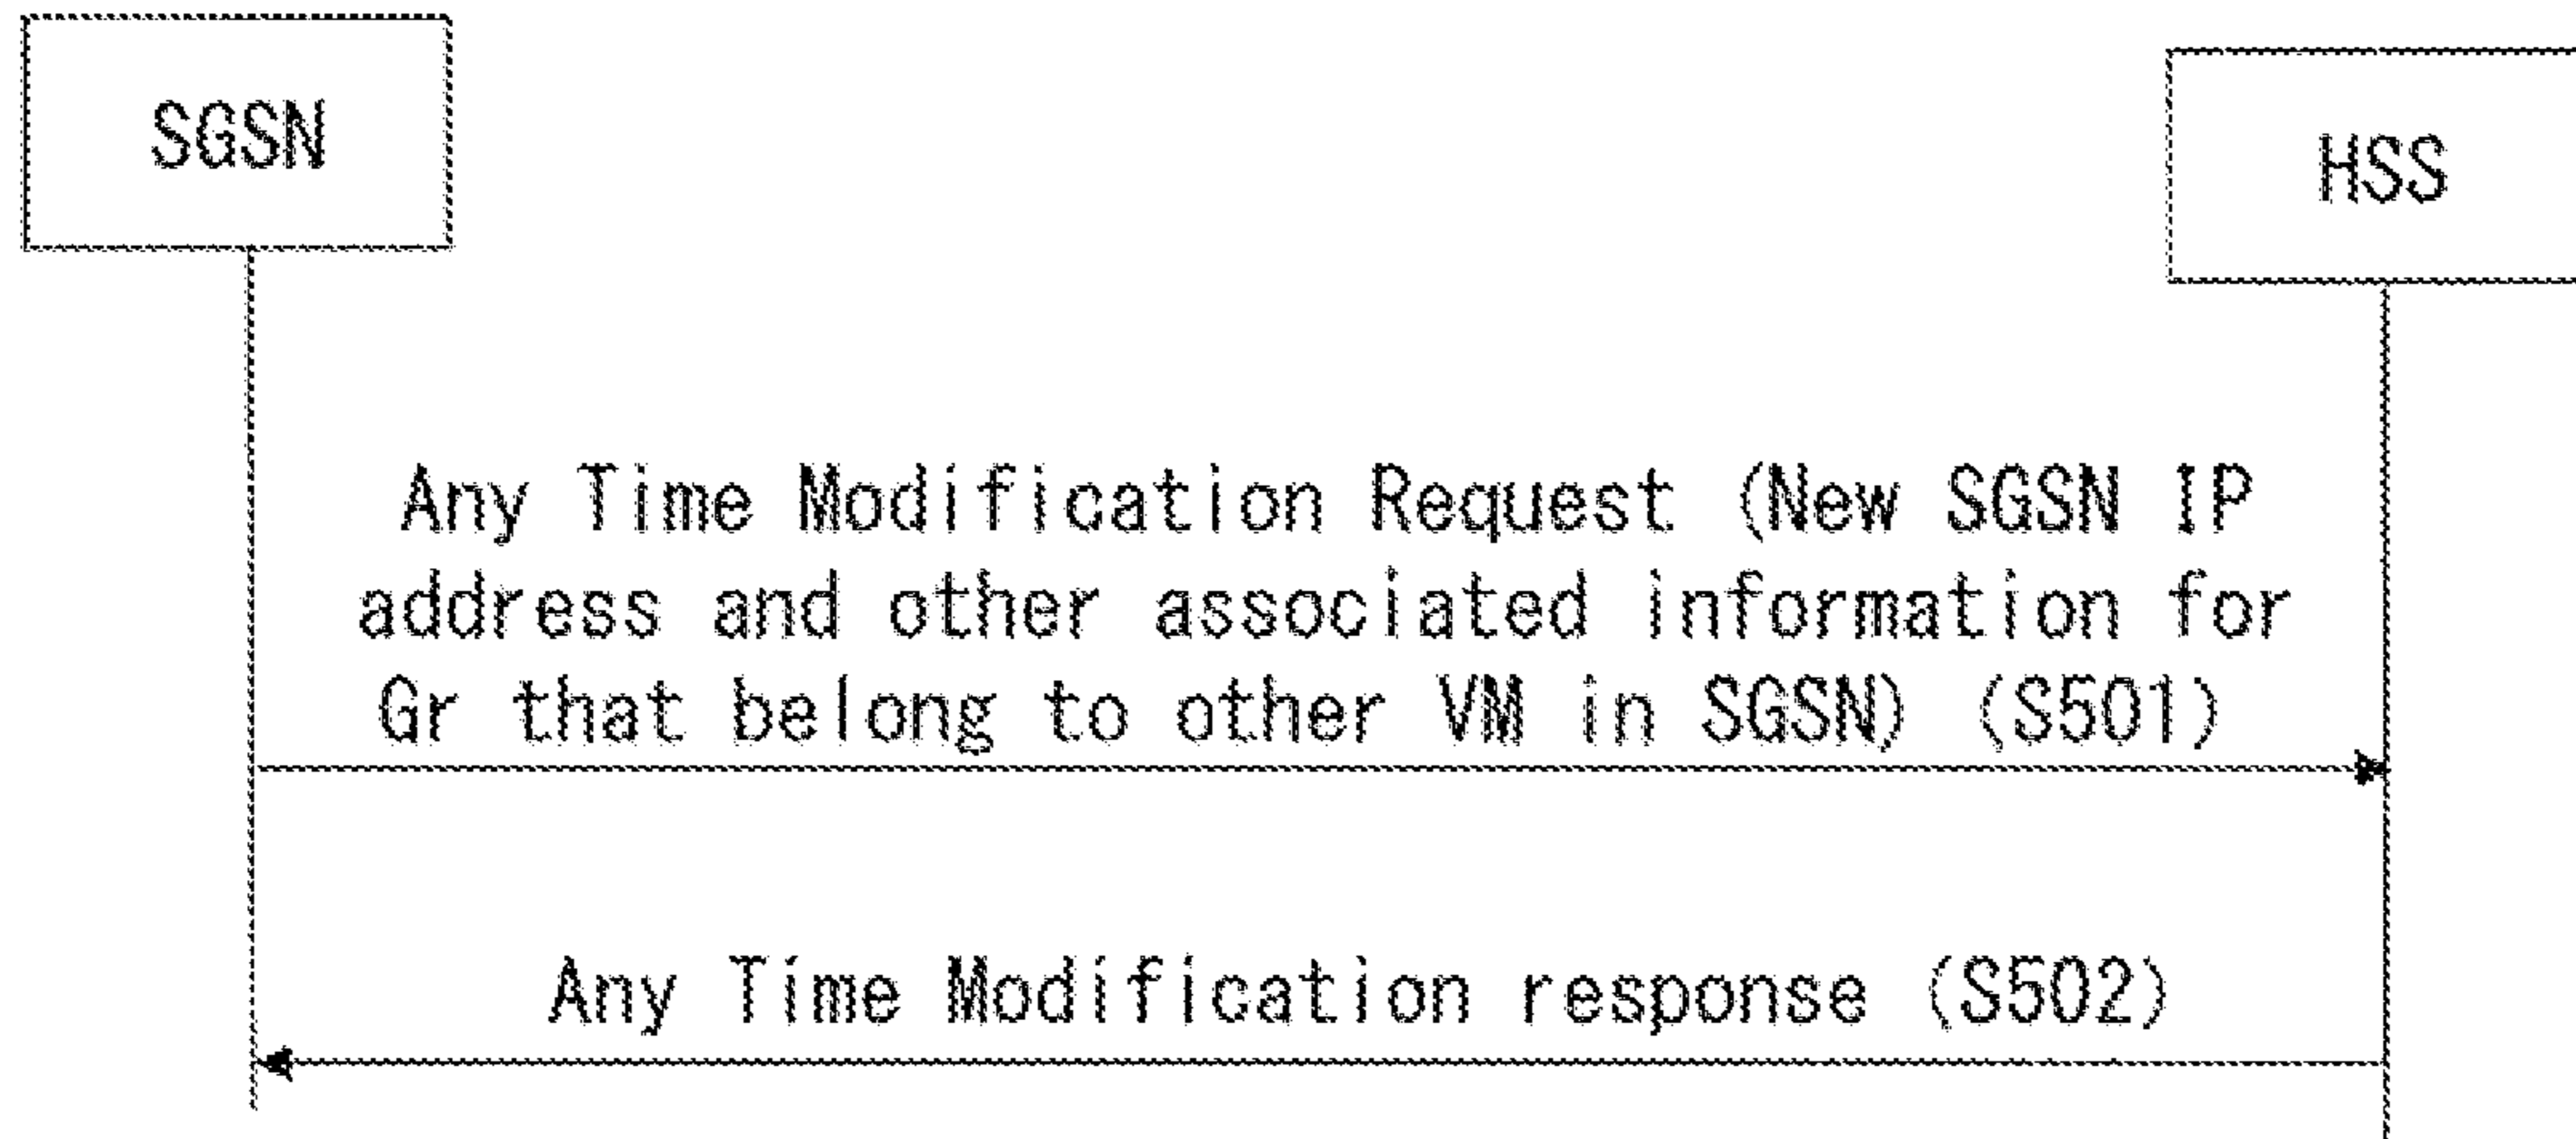 SGSN
HSS
Any Time Modification Request (New SGSN IP
address and other associated information for
Gr that belong to other VM in SGSN) (S501)
Any Time Modification response (S502)